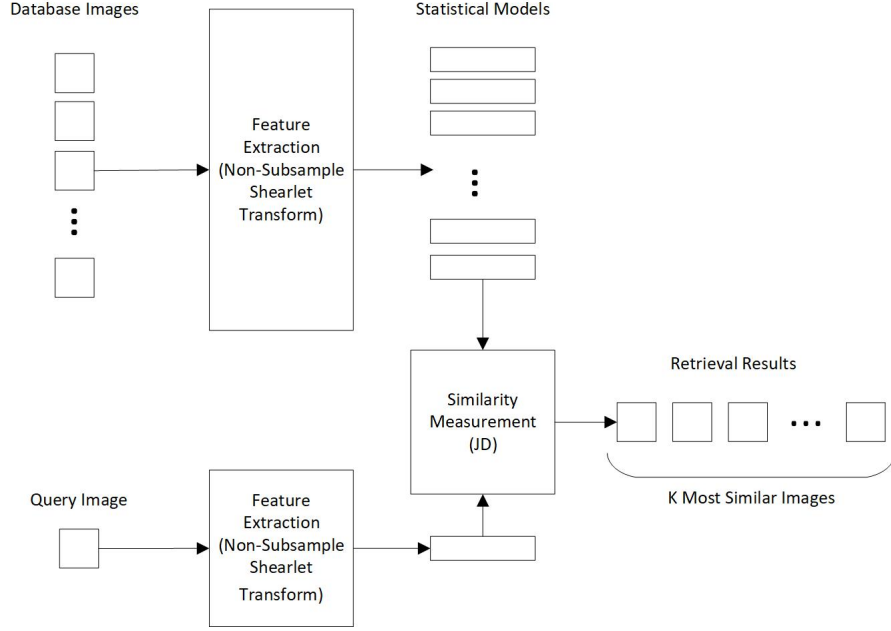 Database Images
Statistical Models
Feature
Extraction
(Non-Subsample
Shearlet
Transform)
Similarity
Measurement
(JD)
Retrieval Results
K Most Similar Images
Query Image
Feature
Extraction
(Non-Subsample
Shearlet
Transform)